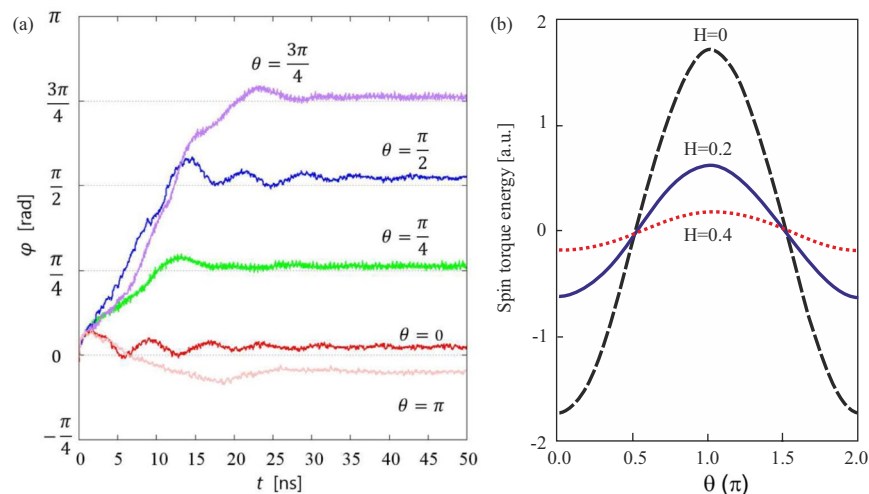 (a)
π
3π/4
π/2
π/4
0
−π/4
φ [rad]
θ = 3π/4
θ = π/2
θ = π/4
θ = 0
θ = π
0 5 10 15 20 25 30 35 40 45 50
t [ns]
(b)
2
1
0
-1
-2
Spin torque energy [a.u.]
H=0
H=0.2
H=0.4
0.0 0.5 1.0 1.5 2.0
θ (π)